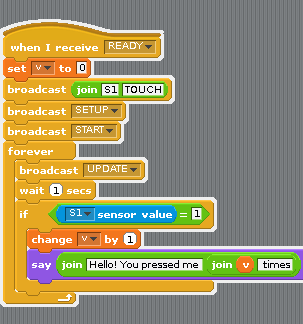 when I receive READY
set v to 0
broadcast join S1 TOUCH
broadcast SETUP
broadcast START
forever
broadcast UPDATE
wait 1 secs
if S1 sensor value = 1
change v by 1
say join Hello! You pressed me join v times